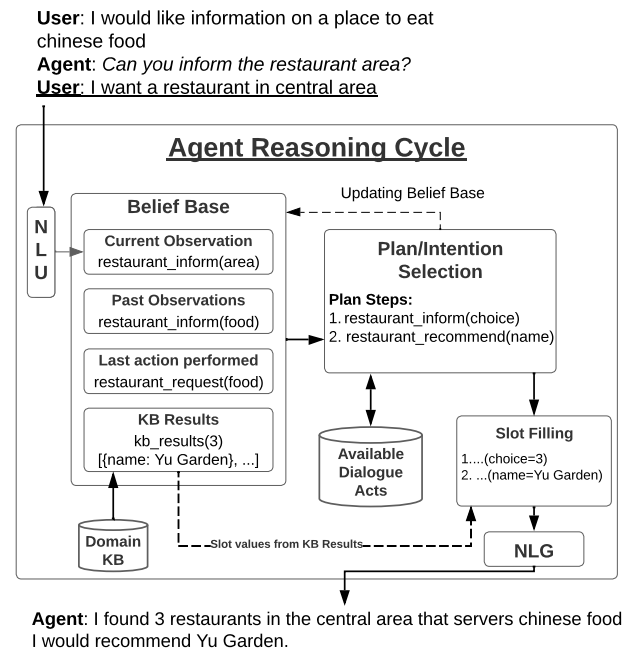 User: I would like information on a place to eat
chinese food
Agent: Can you inform the restaurant area?
User: I want a restaurant in central area
Agent Reasoning Cycle
Updating Belief Base
N
L
U
Belief Base
Current Observation
restaurant_inform(area)
Past Observations
restaurant_inform(food)
Last action performed
restaurant_request(food)
KB Results
kb_results(3)
[{name: Yu Garden}, ...]
Plan/Intention
Selection
Plan Steps:
1. restaurant_inform(choice)
2. restaurant_recommend(name)
Available
Dialogue
Acts
Slot Filling
1....(choice=3)
2. ...(name=Yu Garden)
Domain
KB
Slot values from KB Results
NLG
Agent: I found 3 restaurants in the central area that servers chinese food
I would recommend Yu Garden.